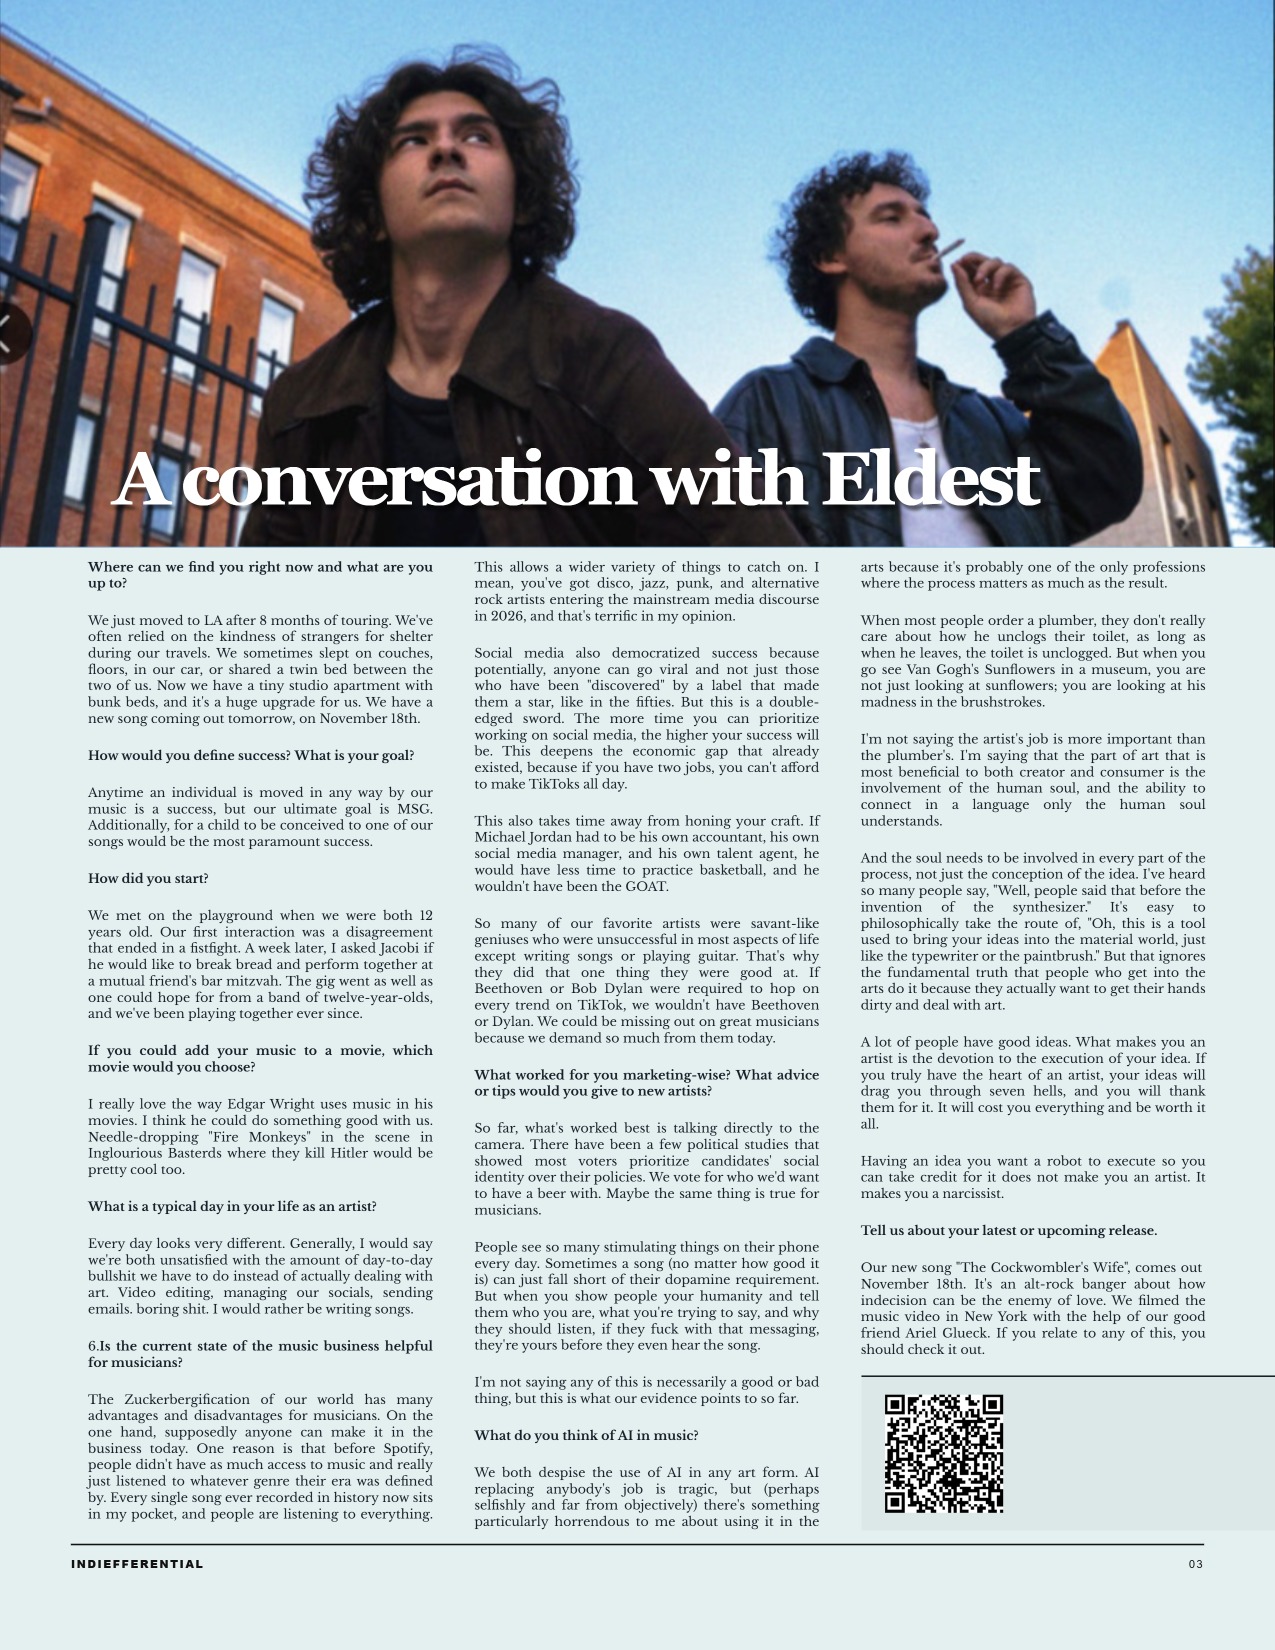 A conversation with Eldest
Where can we find you right now and what are you
up to?
We just moved to LA after 8 months of touring. We've
often relied on the kindness of strangers for shelter
during our travels. We sometimes slept on couches,
floors, in our car, or shared a twin bed between the
two of us. Now we have a tiny studio apartment with
bunk beds, and it's a huge upgrade for us. We have a
new song coming out tomorrow, on November 18th.
How would you define success? What is your goal?
Anytime an individual is moved in any way by our
music is a success, but our ultimate goal is MSG.
Additionally, for a child to be conceived to one of our
songs would be the most paramount success.
How did you start?
We met on the playground when we were both 12
years old. Our first interaction was a disagreement
that ended in a fistfight. A week later, I asked Jacobi if
he would like to break bread and perform together at
a mutual friend's bar mitzvah. The gig went as well as
one could hope for from a band of twelve-year-olds,
and we've been playing together ever since.
If you could add your music to a movie, which
movie would you choose?
I really love the way Edgar Wright uses music in his
movies. I think he could do something good with us.
Needle-dropping "Fire Monkeys" in the scene in
Inglourious Basterds where they kill Hitler would be
pretty cool too.
What is a typical day in your life as an artist?
Every day looks very different. Generally, I would say
we're both unsatisfied with the amount of day-to-day
bullshit we have to do instead of actually dealing with
art. Video editing, managing our socials, sending
emails. boring shit. I would rather be writing songs.
6.Is the current state of the music business helpful
for musicians?
The Zuckerbergification of our world has many
advantages and disadvantages for musicians. On the
one hand, supposedly anyone can make it in the
business today. One reason is that before Spotify,
people didn't have as much access to music and really
just listened to whatever genre their era was defined
by. Every single song ever recorded in history now sits
in my pocket, and people are listening to everything.
This allows a wider variety of things to catch on. I
mean, you've got disco, jazz, punk, and alternative
rock artists entering the mainstream media discourse
in 2026, and that's terrific in my opinion.
Social media also democratized success because
potentially, anyone can go viral and not just those
who have been "discovered" by a label that made
them a star, like in the fifties. But this is a double-
edged sword. The more time you can prioritize
working on social media, the higher your success will
be. This deepens the economic gap that already
existed, because if you have two jobs, you can't afford
to make TikToks all day.
This also takes time away from honing your craft. If
Michael Jordan had to be his own accountant, his own
social media manager, and his own talent agent, he
would have less time to practice basketball, and he
wouldn't have been the GOAT.
So many of our favorite artists were savant-like
geniuses who were unsuccessful in most aspects of life
except writing songs or playing guitar. That's why
they did that one thing they were good at. If
Beethoven or Bob Dylan were required to hop on
every trend on TikTok, we wouldn't have Beethoven
or Dylan. We could be missing out on great musicians
because we demand so much from them today.
What worked for you marketing-wise? What advice
or tips would you give to new artists?
So far, what's worked best is talking directly to the
camera. There have been a few political studies that
showed most voters prioritize candidates' social
identity over their policies. We vote for who we'd want
to have a beer with. Maybe the same thing is true for
musicians.
People see so many stimulating things on their phone
every day. Sometimes a song (no matter how good it
is) can just fall short of their dopamine requirement.
But when you show people your humanity and tell
them who you are, what you're trying to say, and why
they should listen, if they fuck with that messaging,
they're yours before they even hear the song.
I'm not saying any of this is necessarily a good or bad
thing, but this is what our evidence points to so far.
What do you think of AI in music?
We both despise the use of AI in any art form. AI
replacing anybody's job is tragic, but (perhaps
selfishly and far from objectively) there's something
particularly horrendous to me about using it in the
arts because it's probably one of the only professions
where the process matters as much as the result.
When most people order a plumber, they don't really
care about how he unclogs their toilet, as long as
when he leaves, the toilet is unclogged. But when you
go see Van Gogh's Sunflowers in a museum, you are
not just looking at sunflowers; you are looking at his
madness in the brushstrokes.
I'm not saying the artist's job is more important than
the plumber's. I'm saying that the part of art that is
most beneficial to both creator and consumer is the
involvement of the human soul, and the ability to
connect in a language only the human soul
understands.
And the soul needs to be involved in every part of the
process, not just the conception of the idea. I've heard
so many people say, "Well, people said that before the
invention of the synthesizer." It's easy to
philosophically take the route of, "Oh, this is a tool
used to bring your ideas into the material world, just
like the typewriter or the paintbrush." But that ignores
the fundamental truth that people who get into the
arts do it because they actually want to get their hands
dirty and deal with art.
A lot of people have good ideas. What makes you an
artist is the devotion to the execution of your idea. If
you truly have the heart of an artist, your ideas will
drag you through seven hells, and you will thank
them for it. It will cost you everything and be worth it
all.
Having an idea you want a robot to execute so you
can take credit for it does not make you an artist. It
makes you a narcissist.
Tell us about your latest or upcoming release.
Our new song "The Cockwombler's Wife", comes out
November 18th. It's an alt-rock banger about how
indecision can be the enemy of love. We filmed the
music video in New York with the help of our good
friend Ariel Glueck. If you relate to any of this, you
should check it out.
INDIEFFERENTIAL
03